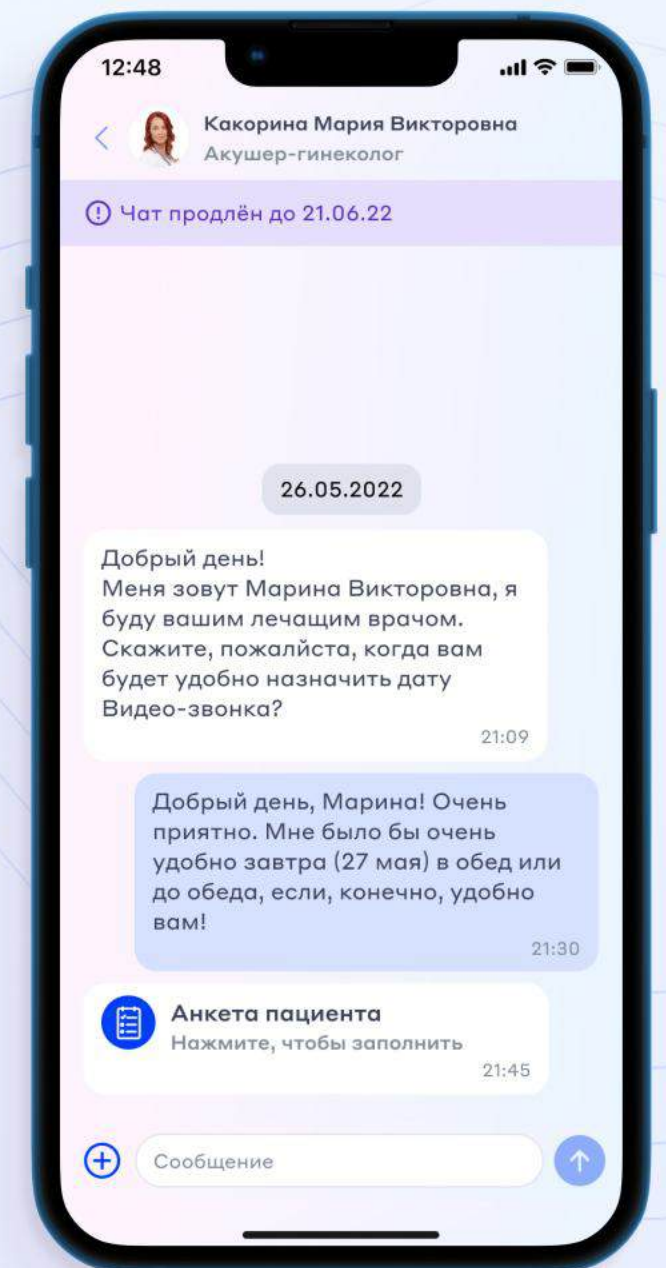 12:48
Какорина Мария Викторовна
Акушер-гинеколог
Чат продлён до 21.06.22
26.05.2022
Добрый день!
Меня зовут Марина Викторовна, я
буду вашим лечащим врачом.
Скажите, пожалйста, когда вам
будет удобно назначить дату
Видео-звонка?
21:09
Добрый день, Марина! Очень
приятно. Мне было бы очень
удобно завтра (27 мая) в обед или
до обеда, если, конечно, удобно
вам!
21:30
Анкета пациента
Нажмите, чтобы заполнить
21:45
Сообщение